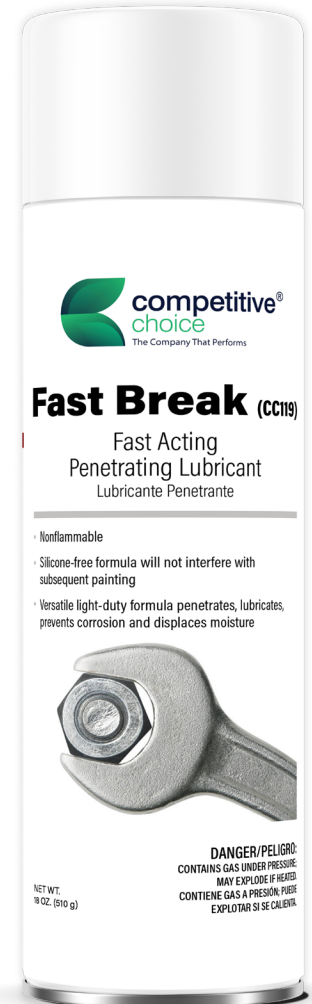 competitive®
choice
The Company That Performs
Fast Break (CC119)
Fast Acting
Penetrating Lubricant
Lubricante Penetrante
Nonflammable
Silicone-free formula will not interfere with
subsequent painting
Versatile light-duty formula penetrates, lubricates,
prevents corrosion and displaces moisture
DANGER/PELIGRO:
CONTAINS GAS UNDER PRESSURE;
MAY EXPLODE IF HEATED.
CONTIENE GAS A PRESIÓN; PUEDE
EXPLOTAR SI SE CALIENTA.
NET WT.
18 OZ. (510 g)